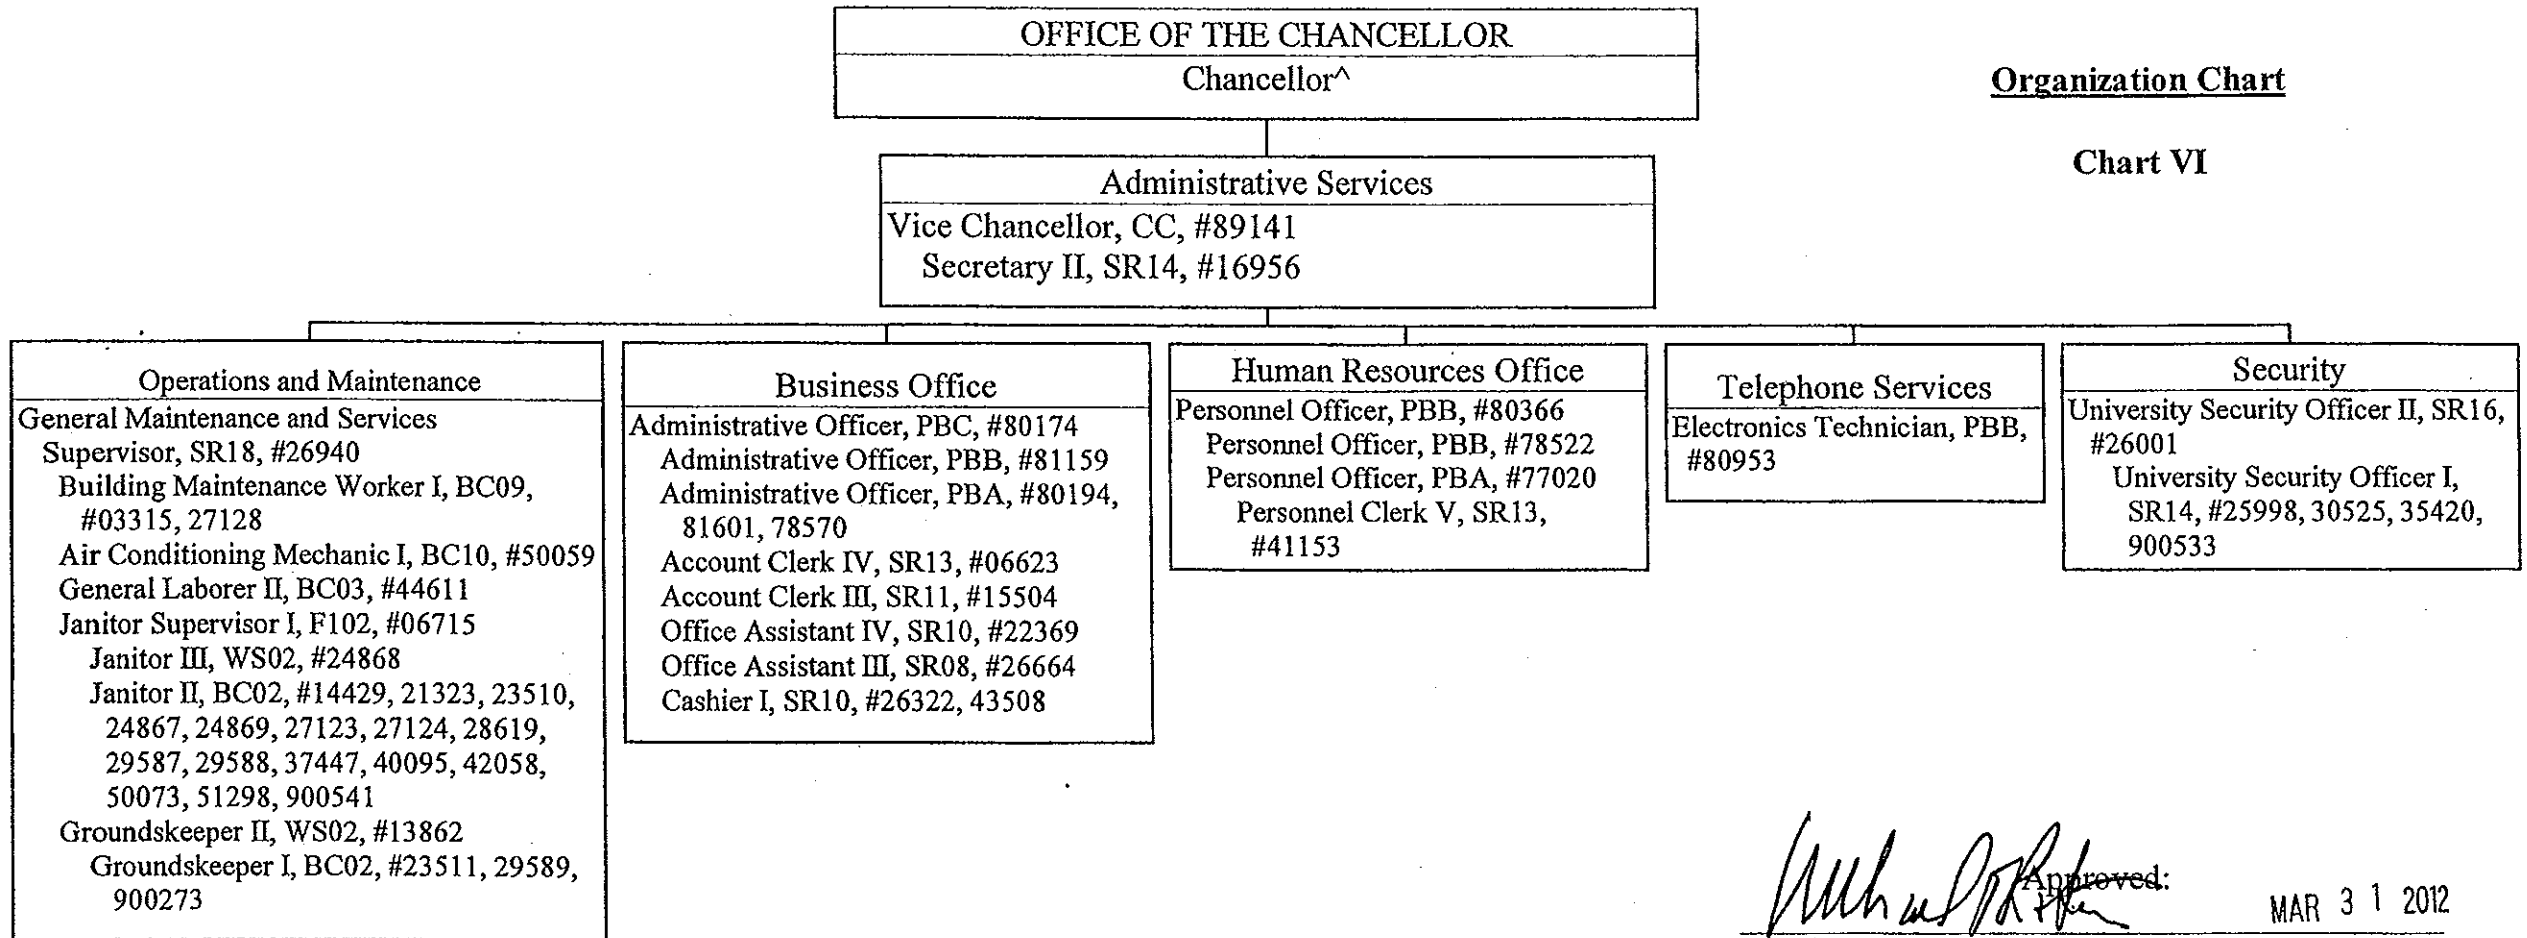 OFFICE OF THE CHANCELLOR
Chancellor^
Organization Chart
Chart VI
Administrative Services
Vice Chancellor, CC, #89141
Secretary II, SR14, #16956
Operations and Maintenance
General Maintenance and Services
Supervisor, SR18, #26940
Building Maintenance Worker I, BC09,
#03315, 27128
Air Conditioning Mechanic I, BC10, #50059
General Laborer II, BC03, #44611
Janitor Supervisor I, F102, #06715
Janitor III, WS02, #24868
Janitor II, BC02, #14429, 21323, 23510,
24867, 24869, 27123, 27124, 28619,
29587, 29588, 37447, 40095, 42058,
50073, 51298, 900541
Groundskeeper II, WS02, #13862
Groundskeeper I, BC02, #23511, 29589,
900273
Business Office
Administrative Officer, PBC, #80174
Administrative Officer, PBB, #81159
Administrative Officer, PBA, #80194,
81601, 78570
Account Clerk IV, SR13, #06623
Account Clerk III, SR11, #15504
Office Assistant IV, SR10, #22369
Office Assistant III, SR08, #26664
Cashier I, SR10, #26322, 43508
Human Resources Office
Personnel Officer, PBB, #80366
Personnel Officer, PBB, #78522
Personnel Officer, PBA, #77020
Personnel Clerk V, SR13,
#41153
Telephone Services
Electronics Technician, PBB,
#80953
Security
University Security Officer II, SR16,
#26001
University Security Officer I,
SR14, #25998, 30525, 35420,
900533
Approved:
MAR 3 1 2012